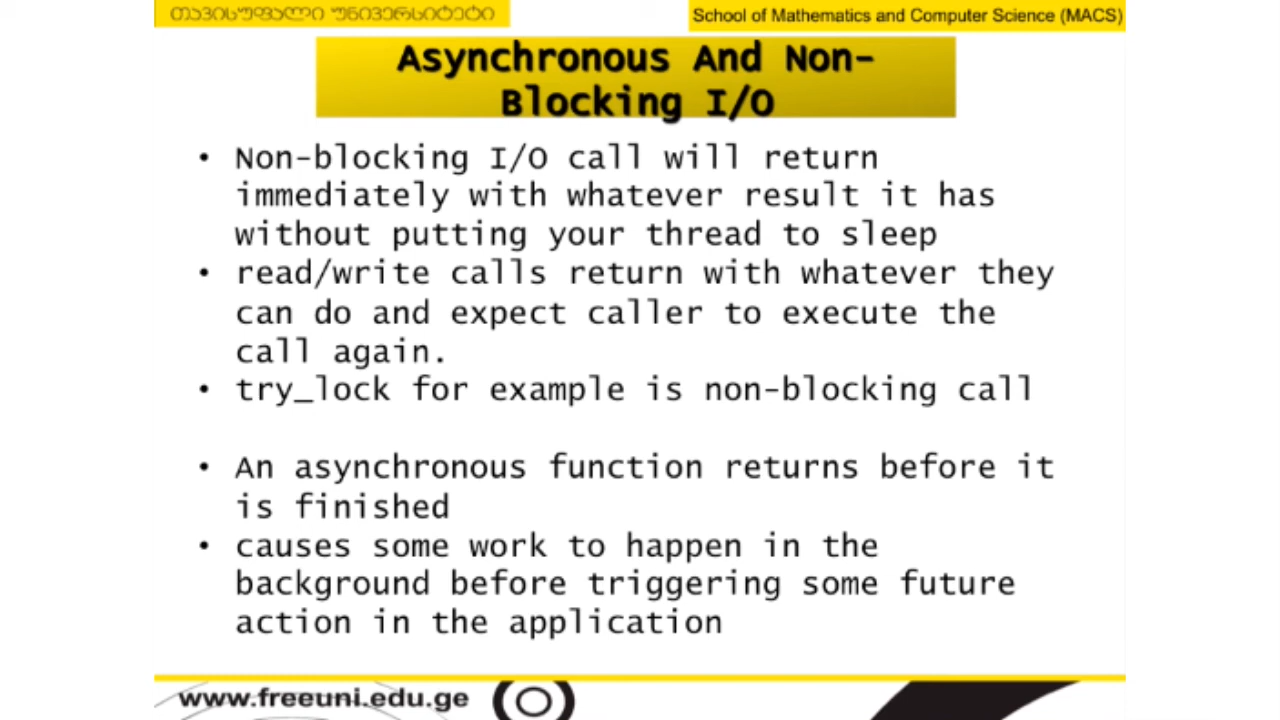 თავისუფალი უნივერსიტეტი
School of Mathematics and Computer Science (MACS)
Asynchronous And Non-
Blocking I/O
• Non-blocking I/O call will return
immediately with whatever result it has
without putting your thread to sleep
• read/write calls return with whatever they
can do and expect caller to execute the
call again.
• try_lock for example is non-blocking call
• An asynchronous function returns before it
is finished
• causes some work to happen in the
background before triggering some future
action in the application
www.freeuni.edu.ge